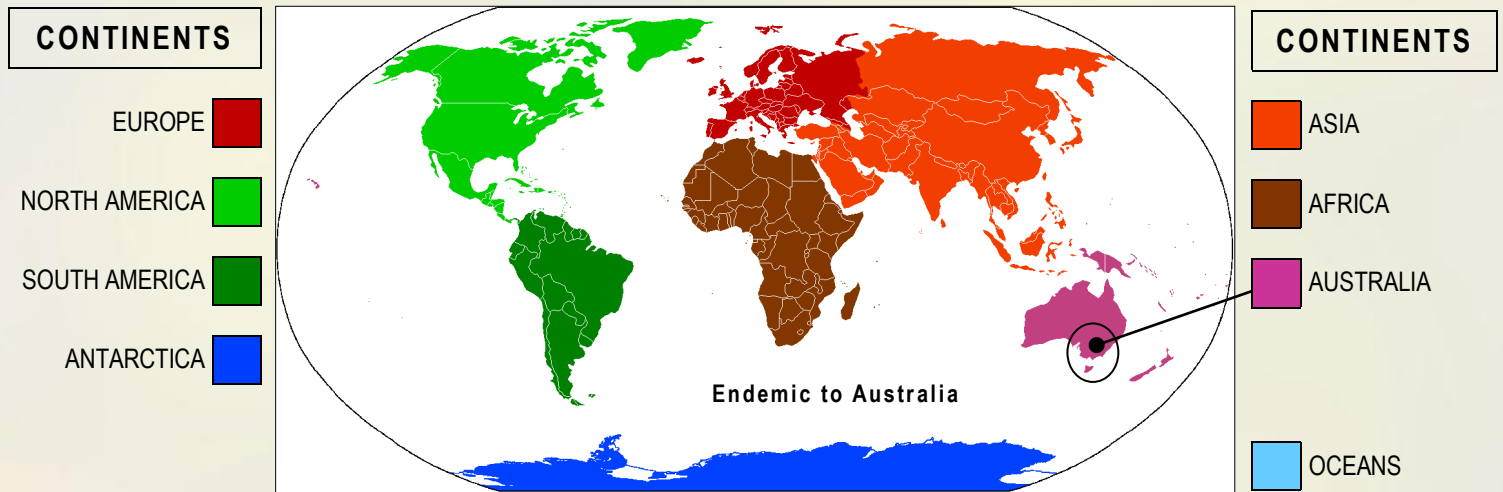 CONTINENTS
EUROPE
NORTH AMERICA
SOUTH AMERICA
ANTARCTICA
Endemic to Australia
CONTINENTS
ASIA
AFRICA
AUSTRALIA
OCEANS